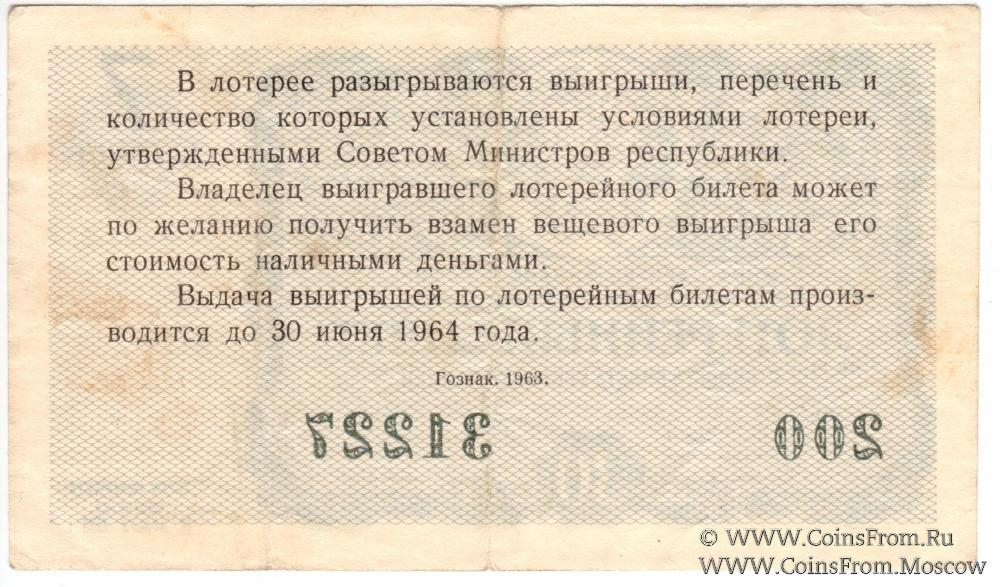 В лотерее разыгрываются выигрыши, перечень и
количество которых установлены условиями лотереи,
утвержденными Советом Министров республики.
Владелец выигравшего лотерейного билета может
по желанию получить взамен вещевого выигрыша его
стоимость наличными деньгами.
Выдача выигрышей по лотерейным билетам произ-
водится до 30 июня 1964 года.
Гознак. 1963.
31227 200
© WWW.CoinsFrom.Ru
WWW.CoinsFrom.Moscow